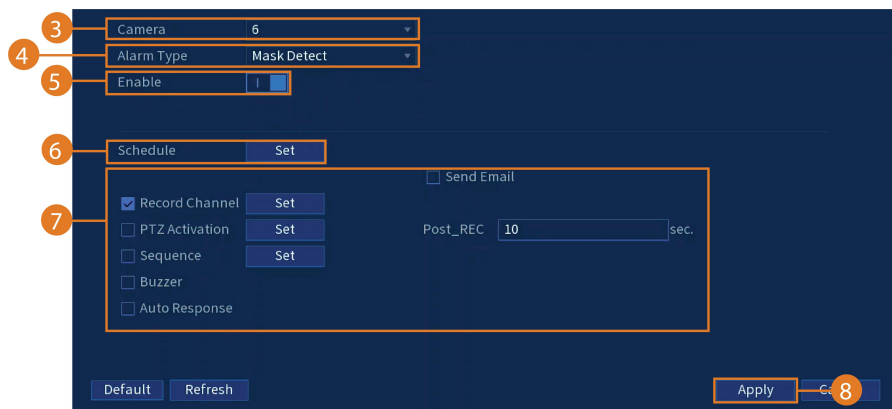 3 Camera 6
4 Alarm Type Mask Detect
5 Enable
6 Schedule Set
Send Email
7
Record Channel Set
PTZ Activation Set Post_REC 10 sec.
Sequence Set
Buzzer
Auto Response
Default Refresh Apply 8